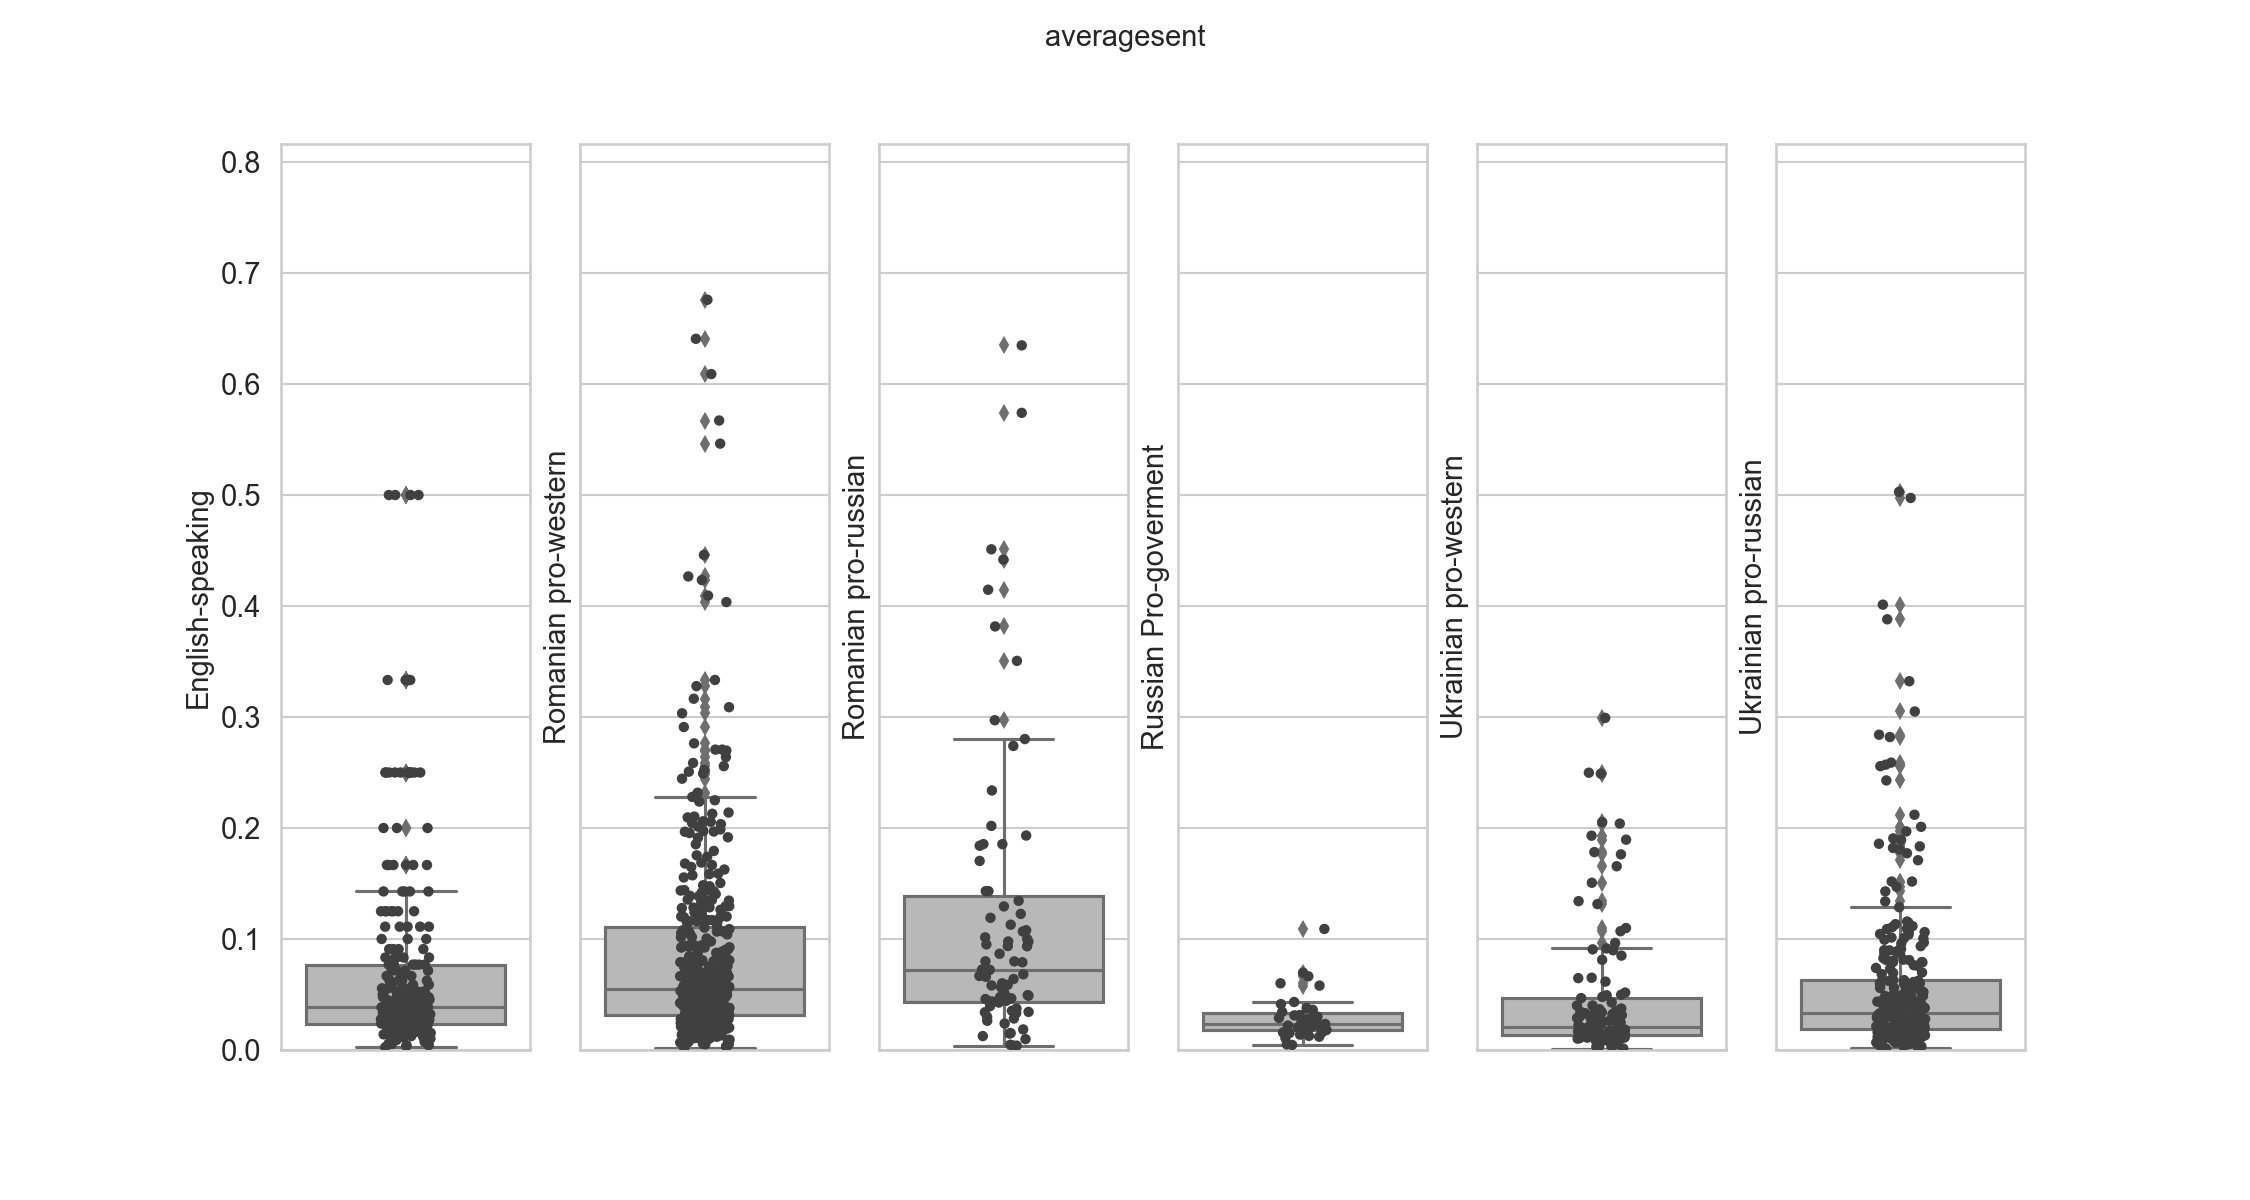 averagesent
0.8
0.7
0.6
0.5
0.4
0.3
0.2
0.1
0.0
English-speaking
Romanian pro-western
Romanian pro-russian
Russian Pro-goverment
Ukrainian pro-western
Ukrainian pro-russian